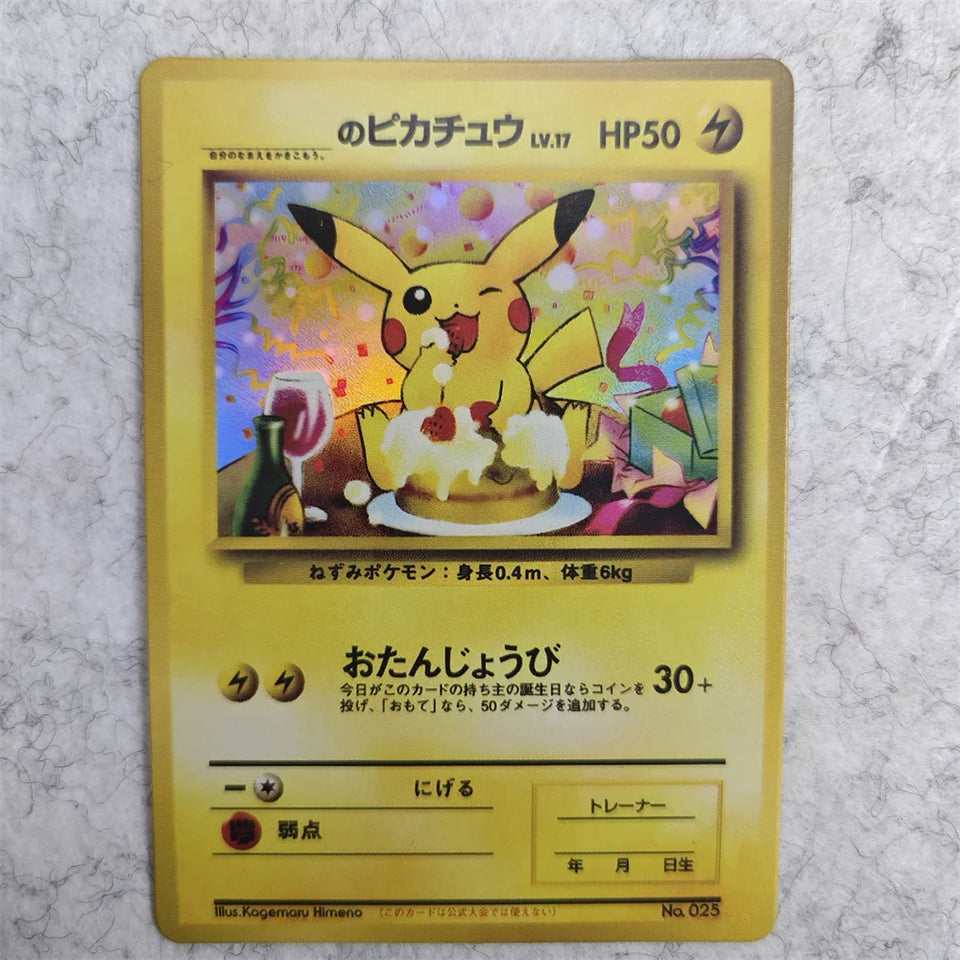 のピカチュウ LV.17 HP50
自分のなまえをかきこもう。
ねずみポケモン：身長0.4m、体重6kg
おたんじょうび 30+
今日がこのカードの持ち主の誕生日ならコインを
投げ、「おもて」なら、50ダメージを追加する。
ー にげる
弱点
トレーナー
年 月 日生
Illus.Kagemaru Himeno （このカードは公式大会では使えない） No. 025